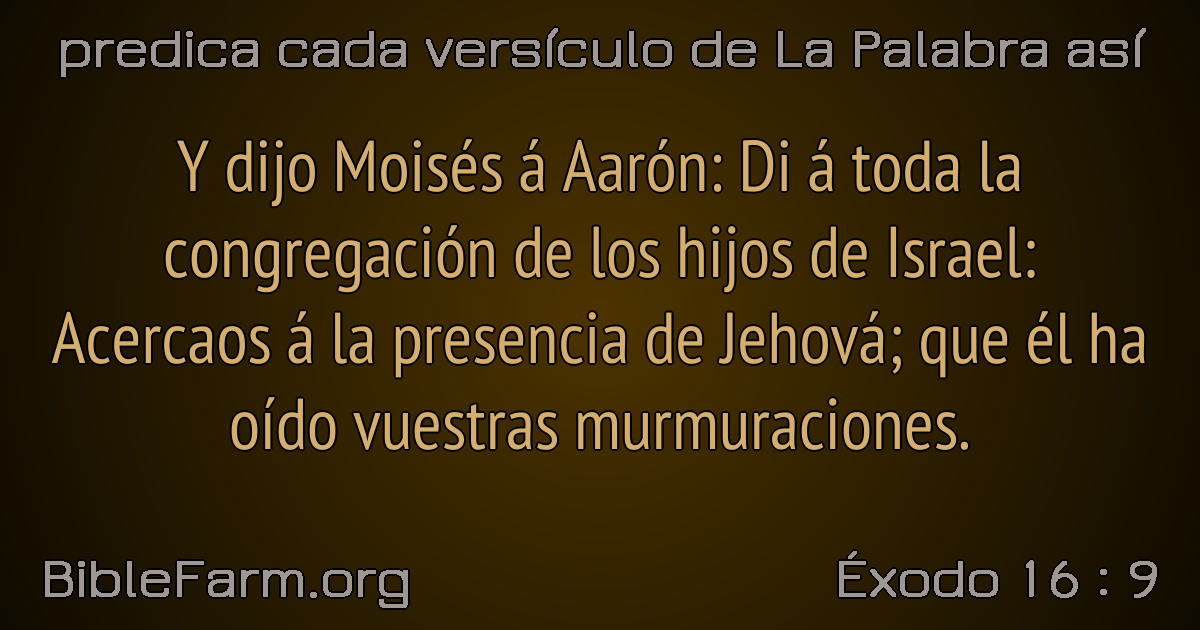 predica cada versículo de La Palabra así
Y dijo Moisés á Aarón: Di á toda la
congregación de los hijos de Israel:
Acercaos á la presencia de Jehová; que él ha
oído vuestras murmuraciones.
BibleFarm.org
Éxodo 16 : 9